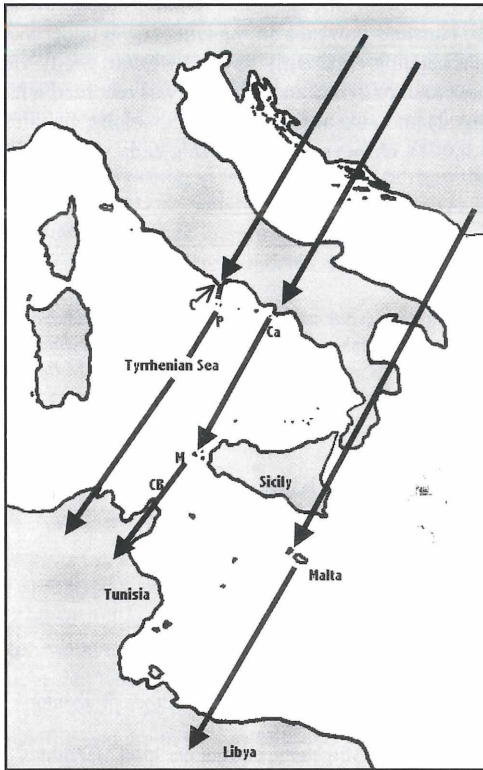 C
P
Ca
Tyrrhenian Sea
M
Sicily
CB
Malta
Tunisia
Libya